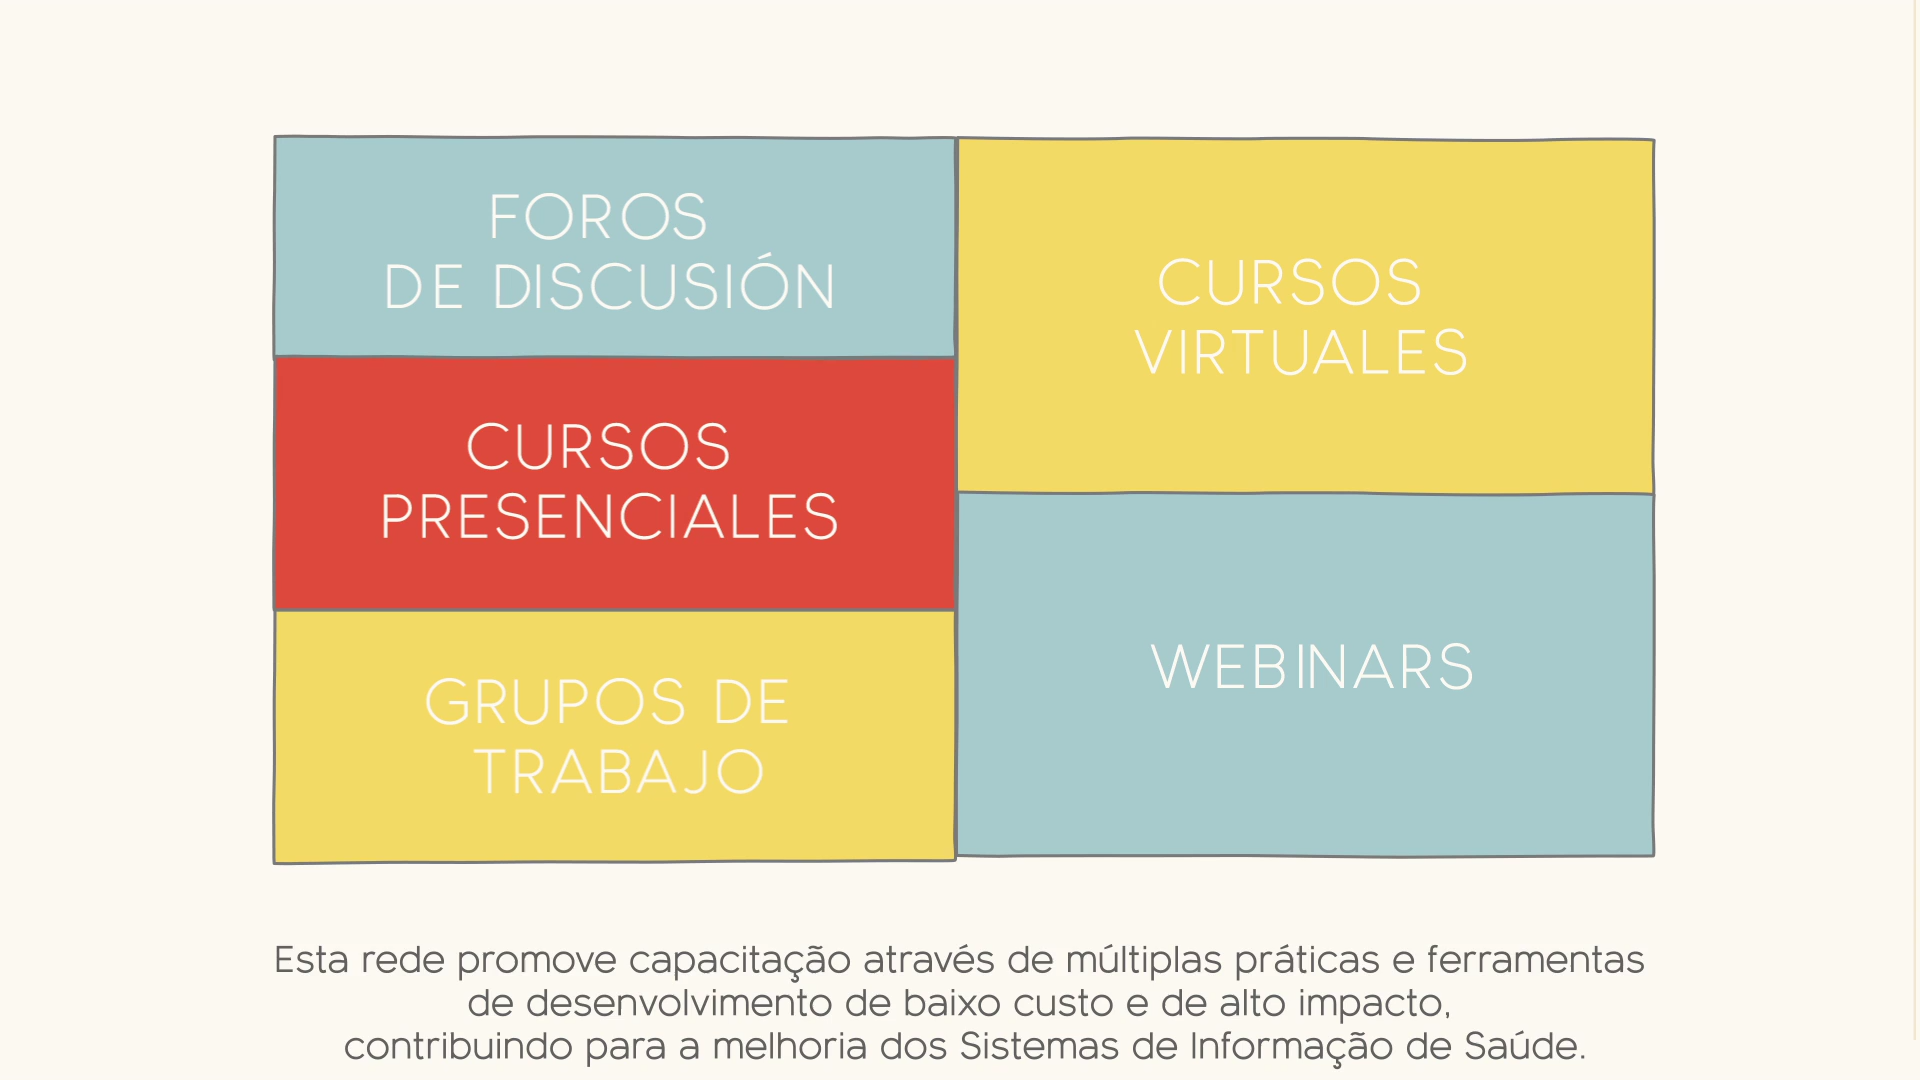 FOROS
DE DISCUSIÓN
CURSOS
PRESENCIALES
GRUPOS DE
TRABAJO
CURSOS
VIRTUALES
WEBINARS
Esta rede promove capacitação através de múltiplas práticas e ferramentas
de desenvolvimento de baixo custo e de alto impacto,
contribuindo para a melhoria dos Sistemas de Informação de Saúde.